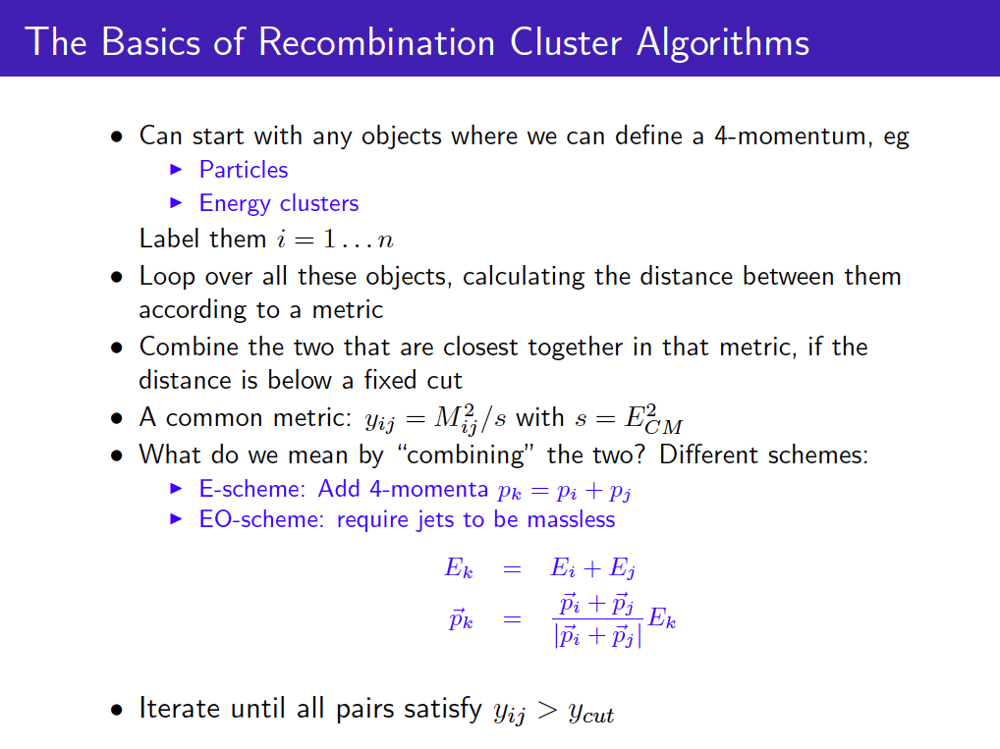 The Basics of Recombination Cluster Algorithms
• Can start with any objects where we can define a 4-momentum, eg
▶ Particles
▶ Energy clusters
Label them $i = 1 \ldots n$
• Loop over all these objects, calculating the distance between them
according to a metric
• Combine the two that are closest together in that metric, if the
distance is below a fixed cut
• A common metric: $y_{ij} = M_{ij}^2/s$ with $s = E_{CM}^2$
• What do we mean by “combining” the two? Different schemes:
▶ E-scheme: Add 4-momenta $p_k = p_i + p_j$
▶ EO-scheme: require jets to be massless
$E_k = E_i + E_j$
$\vec{p}_k = \frac{\vec{p}_i + \vec{p}_j}{|\vec{p}_i + \vec{p}_j|} E_k$
• Iterate until all pairs satisfy $y_{ij} > y_{cut}$